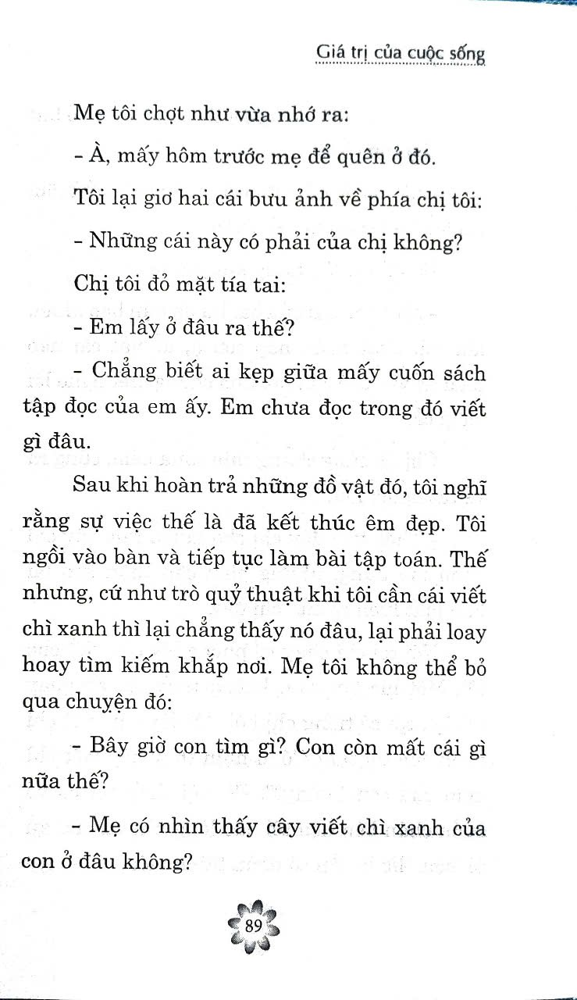 Giá trị của cuộc sống
Mẹ tôi chợt như vừa nhớ ra:
- À, mấy hôm trước mẹ để quên ở đó.
Tôi lại giơ hai cái bưu ảnh về phía chị tôi:
- Những cái này có phải của chị không?
Chị tôi đỏ mặt tía tai:
- Em lấy ở đâu ra thế?
- Chẳng biết ai kẹp giữa mấy cuốn sách
tập đọc của em ấy. Em chưa đọc trong đó viết
gì đâu.
Sau khi hoàn trả những đồ vật đó, tôi nghĩ
rằng sự việc thế là đã kết thúc êm đẹp. Tôi
ngồi vào bàn và tiếp tục làm bài tập toán. Thế
nhưng, cứ như trò quỷ thuật khi tôi cần cái viết
chì xanh thì lại chẳng thấy nó đâu, lại phải loay
hoay tìm kiếm khắp nơi. Mẹ tôi không thể bỏ
qua chuyện đó:
- Bây giờ con tìm gì? Con còn mất cái gì
nữa thế?
- Mẹ có nhìn thấy cây viết chì xanh của
con ở đâu không?
89